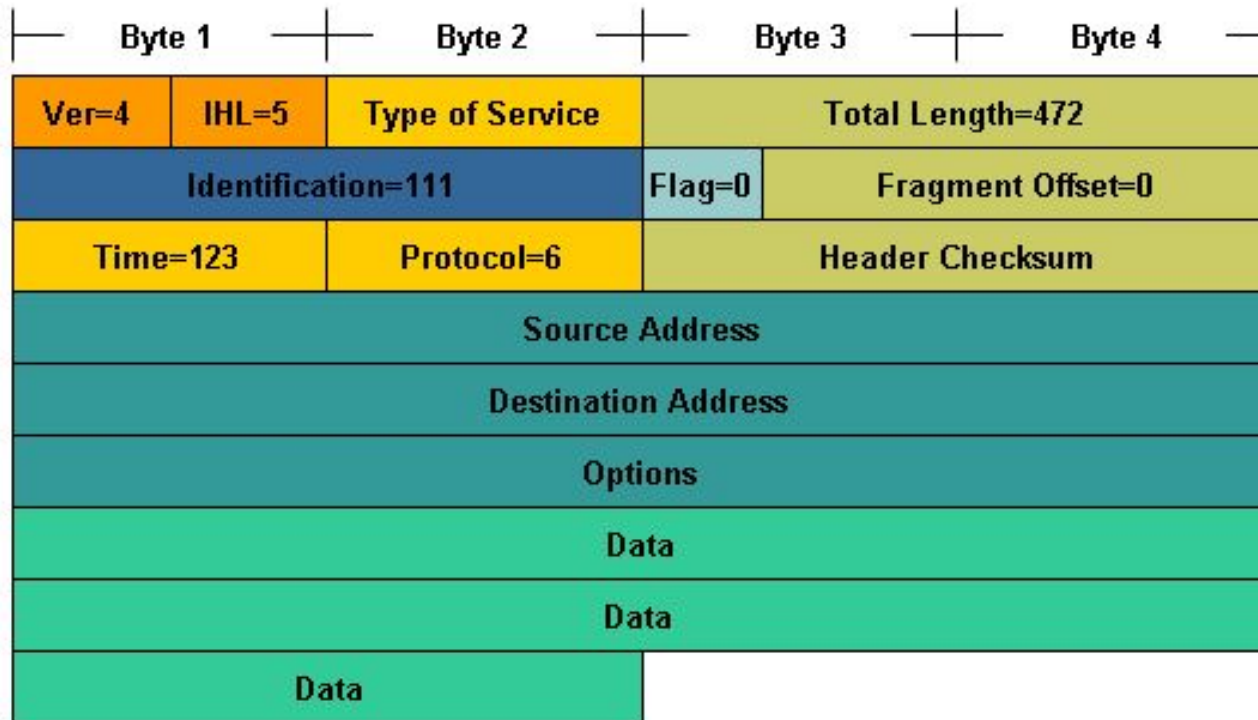 Byte 1 Byte 2 Byte 3 Byte 4
Ver=4 IHL=5 Type of Service Total Length=472
Identification=111 Flag=0 Fragment Offset=0
Time=123 Protocol=6 Header Checksum
Source Address
Destination Address
Options
Data
Data
Data